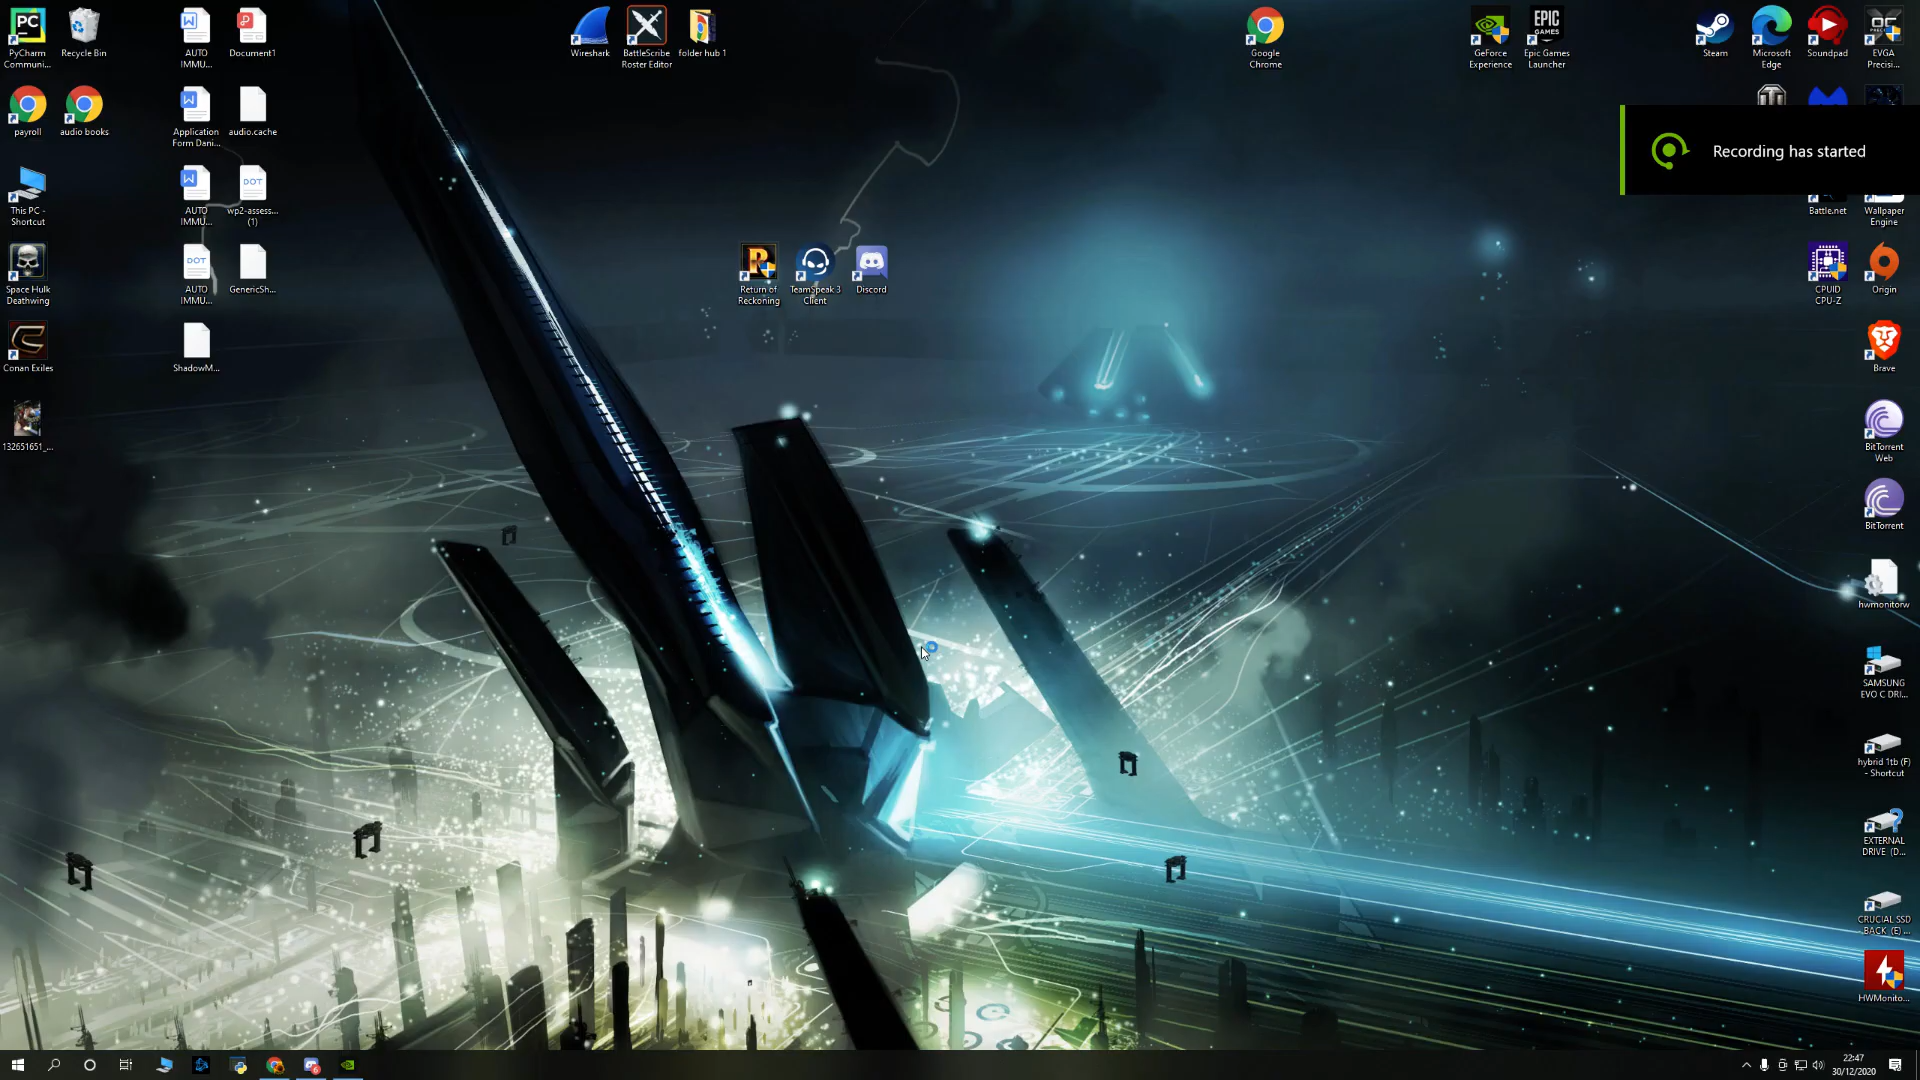 PyCharm
Communi...
Recycle Bin
AUTO
IMMU...
Document1
Wireshark
BattleScribe
Roster Editor
folder hub 1
Google
Chrome
GeForce
Experience
EPIC
GAMES
Epic Games
Launcher
Steam
Microsoft
Edge
Soundpad
EVGA
Precisi...
payroll
audio books
Application
Form Dani...
audio.cache
Recording has started
This PC -
Shortcut
AUTO
IMMU...
DOT
wp2-assess...
(1)
Battle.net
Wallpaper
Engine
Space Hulk
Deathwing
DOT
AUTO
IMMU...
GenericSh...
Return of
Reckoning
TeamSpeak 3
Client
Discord
CPUID
CPU-Z
Origin
Conan Exiles
ShadowM...
Brave
132651651_...
BitTorrent
Web
BitTorrent
hwmonitorw
SAMSUNG
EVO C DRI...
hybrid 1tb (F)
- Shortcut
EXTERNAL
DRIVE (D...
CRUCIAL SSD
- BACK (E) ...
HWMonito...
22:47
30/12/2020